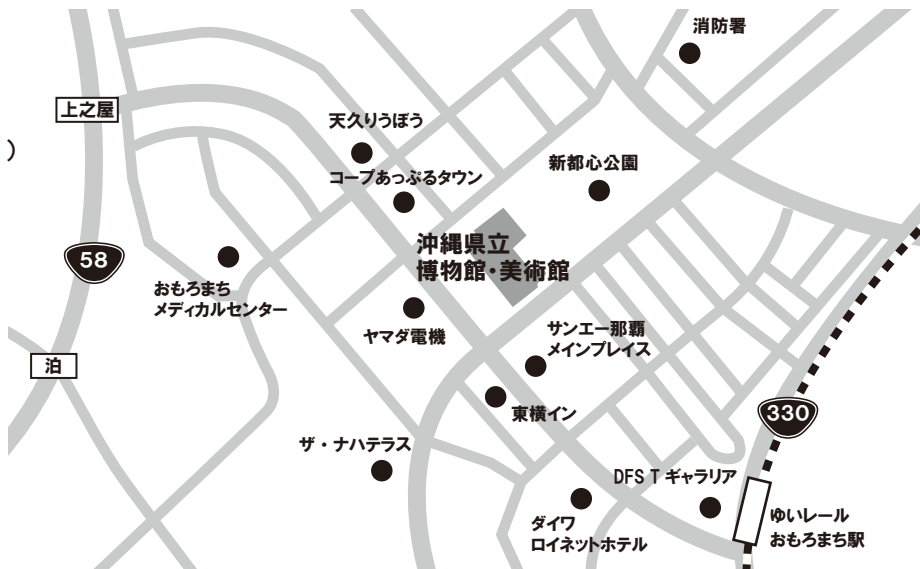 消防署
上之屋
天久りうぼう
)
新都心公園
コープあっぷるタウン
沖縄県立
博物館・美術館
58
おもろまち
メディカルセンター
ヤマダ電機
サンエー那覇
メインプレイス
泊
東横イン
330
ザ・ナハテラス
DFS T ギャラリア
ダイワ
ロイネットホテル
ゆいレール
おもろまち駅